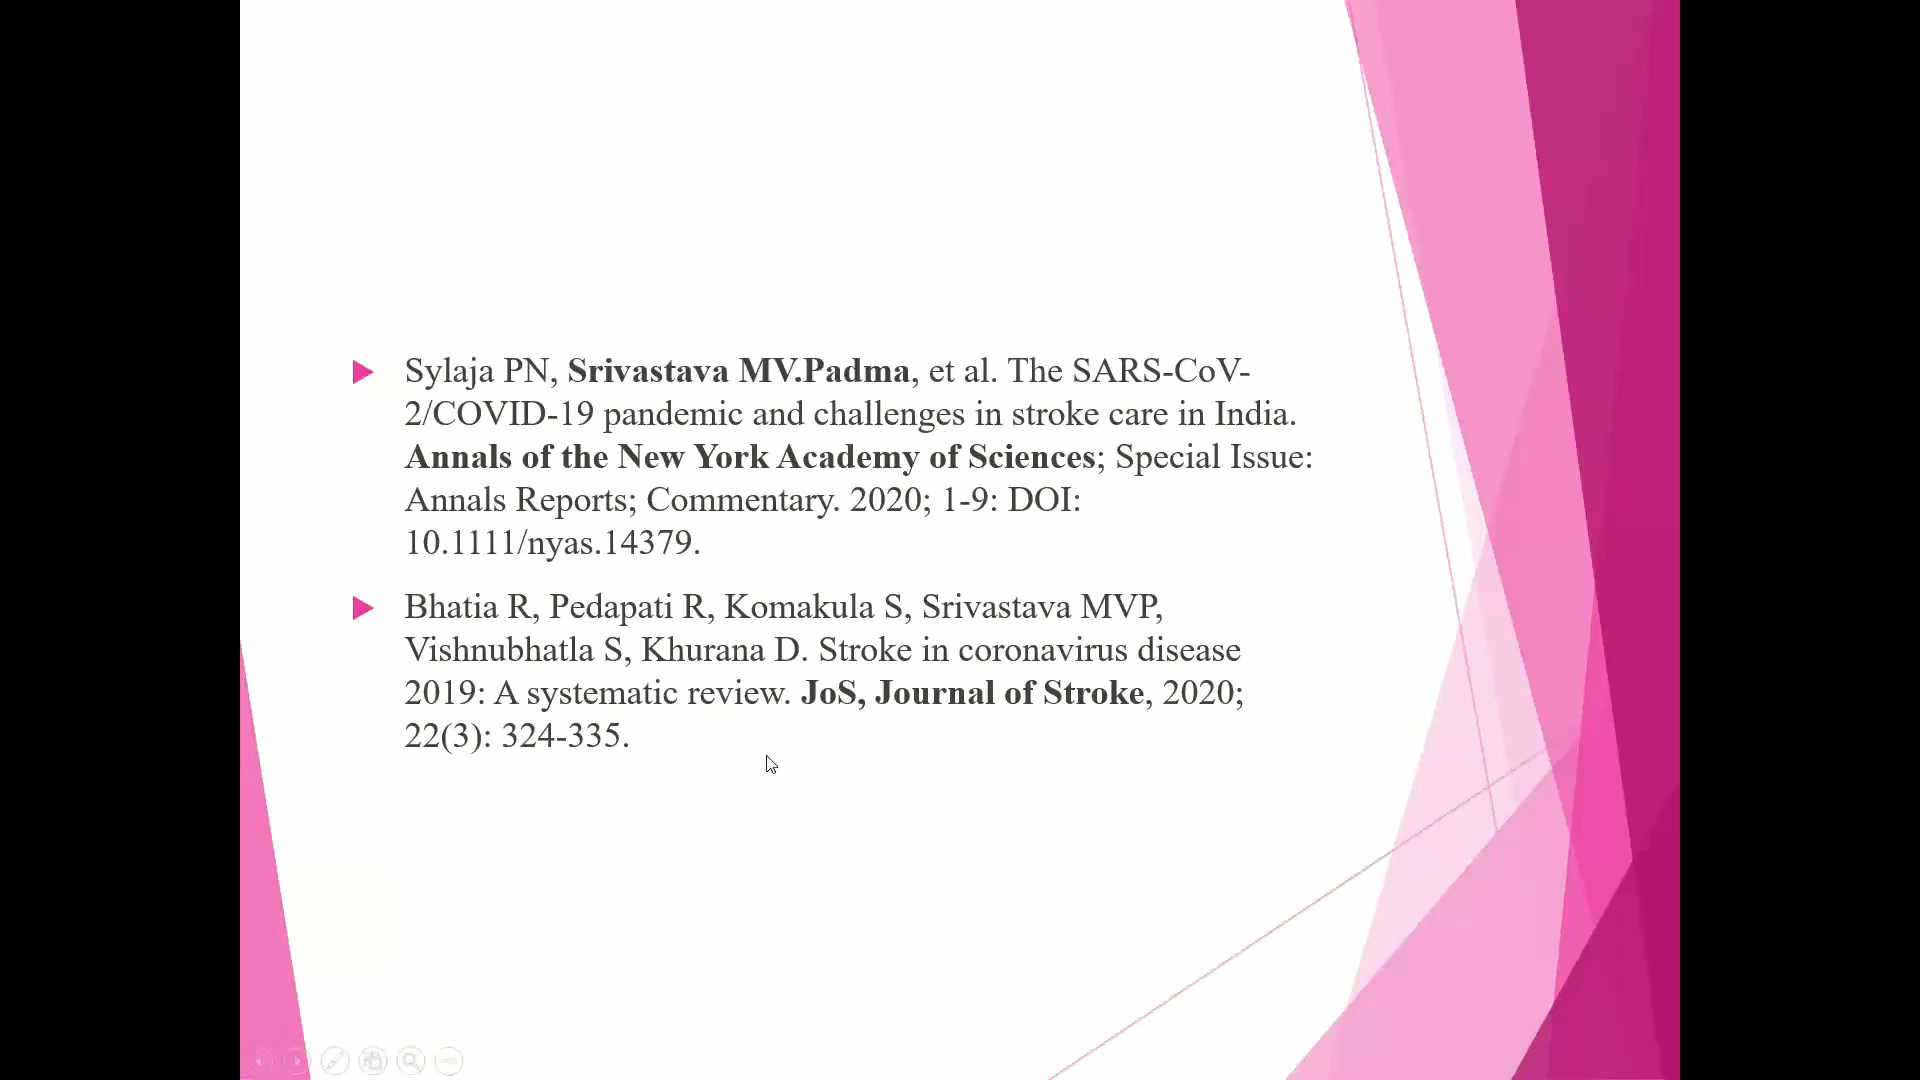 Sylaja PN, Srivastava MV.Padma, et al. The SARS-CoV-
2/COVID-19 pandemic and challenges in stroke care in India.
Annals of the New York Academy of Sciences; Special Issue:
Annals Reports; Commentary. 2020; 1-9: DOI:
10.1111/nyas.14379.
Bhatia R, Pedapati R, Komakula S, Srivastava MVP,
Vishnubhatla S, Khurana D. Stroke in coronavirus disease
2019: A systematic review. JoS, Journal of Stroke, 2020;
22(3): 324-335.